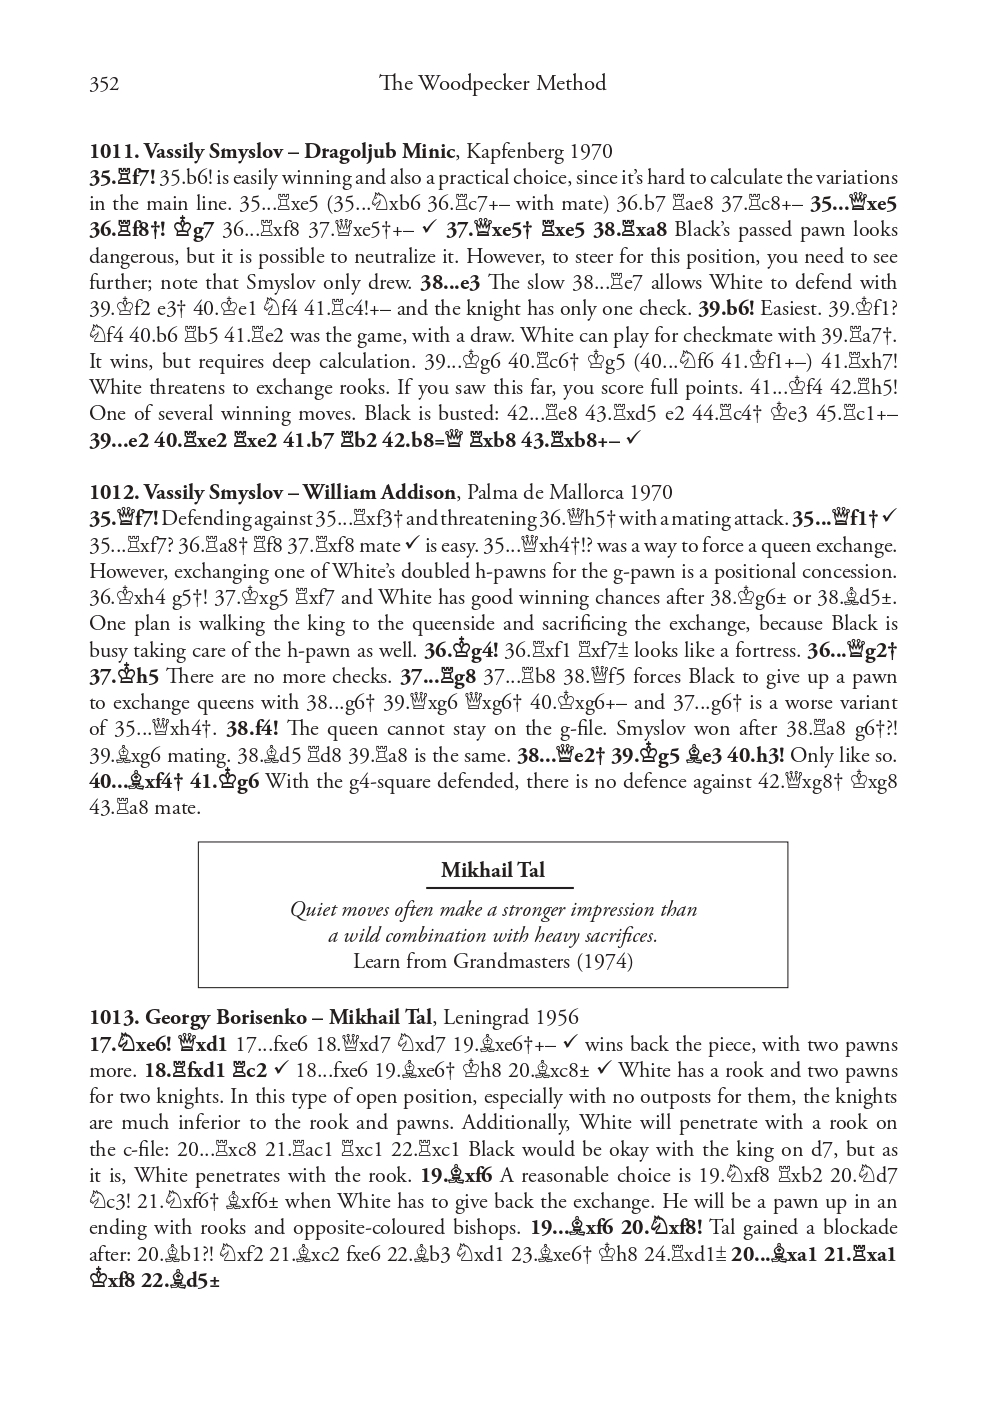 352
The Woodpecker Method
1011. Vassily Smyslov – Dragoljub Minic, Kapfenberg 1970
35.♖f7! 35.b6! is easily winning and also a practical choice, since it’s hard to calculate the variations
in the main line. 35...♖xe5 (35...♘xb6 36.♖c7+– with mate) 36.b7 ♖ae8 37.♖c8+– 35...♕xe5
36.♖f8†! ♔g7 36...♖xf8 37.♕xe5†+– ✓ 37.♕xe5† ♖xe5 38.♖xa8 Black’s passed pawn looks
dangerous, but it is possible to neutralize it. However, to steer for this position, you need to see
further; note that Smyslov only drew. 38...e3 The slow 38...♖e7 allows White to defend with
39.♔f2 e3† 40.♔e1 ♘f4 41.♖c4!+– and the knight has only one check. 39.b6! Easiest. 39.♔f1?
♘f4 40.b6 ♖b5 41.♖e2 was the game, with a draw. White can play for checkmate with 39.♖a7†.
It wins, but requires deep calculation. 39...♔g6 40.♖c6† ♔g5 (40...♘f6 41.♔f1+–) 41.♖xh7!
White threatens to exchange rooks. If you saw this far, you score full points. 41...♔f4 42.♖h5!
One of several winning moves. Black is busted: 42...♖e8 43.♖xd5 e2 44.♖c4† ♔e3 45.♖c1+–
39...e2 40.♖xe2 ♖xe2 41.b7 ♖b2 42.b8=♕ ♖xb8 43.♖xb8+– ✓
1012. Vassily Smyslov – William Addison, Palma de Mallorca 1970
35.♕f7! Defending against 35...♖xf3† and threatening 36.♕h5† with a mating attack. 35...♕f1† ✓
35...♖xf7? 36.♖a8† ♖f8 37.♖xf8 mate ✓ is easy. 35...♕xh4†!? was a way to force a queen exchange.
However, exchanging one of White’s doubled h-pawns for the g-pawn is a positional concession.
36.♔xh4 g5†! 37.♔xg5 ♖xf7 and White has good winning chances after 38.♔g6± or 38.♗d5±.
One plan is walking the king to the queenside and sacrificing the exchange, because Black is
busy taking care of the h-pawn as well. 36.♔g4! 36.♖xf1 ♖xf7⩲ looks like a fortress. 36...♕g2†
37.♔h5 There are no more checks. 37...♖g8 37...♖b8 38.♕f5 forces Black to give up a pawn
to exchange queens with 38...g6† 39.♕xg6 ♕xg6† 40.♔xg6+– and 37...g6† is a worse variant
of 35...♕xh4†. 38.f4! The queen cannot stay on the g-file. Smyslov won after 38.♖a8 g6†?!
39.♗xg6 mating. 38.♗d5 ♖d8 39.♖a8 is the same. 38...♕e2† 39.♔g5 ♗e3 40.h3! Only like so.
40...♗xf4† 41.♔g6 With the g4-square defended, there is no defence against 42.♕xg8† ♔xg8
43.♖a8 mate.
Mikhail Tal
Quiet moves often make a stronger impression than
a wild combination with heavy sacrifices.
Learn from Grandmasters (1974)
1013. Georgy Borisenko – Mikhail Tal, Leningrad 1956
17.♘xe6! ♕xd1 17...fxe6 18.♕xd7 ♘xd7 19.♗xe6†+– ✓ wins back the piece, with two pawns
more. 18.♖fxd1 ♖c2 ✓ 18...fxe6 19.♗xe6† ♔h8 20.♗xc8± ✓ White has a rook and two pawns
for two knights. In this type of open position, especially with no outposts for them, the knights
are much inferior to the rook and pawns. Additionally, White will penetrate with a rook on
the c-file: 20...♖xc8 21.♖ac1 ♖xc1 22.♖xc1 Black would be okay with the king on d7, but as
it is, White penetrates with the rook. 19.♗xf6 A reasonable choice is 19.♘xf8 ♖xb2 20.♘d7
♘c3! 21.♘xf6† ♗xf6± when White has to give back the exchange. He will be a pawn up in an
ending with rooks and opposite-coloured bishops. 19...♗xf6 20.♘xf8! Tal gained a blockade
after: 20.♗b1?! ♘xf2 21.♗xc2 fxe6 22.♗b3 ♘xd1 23.♗xe6† ♔h8 24.♖xd1⩲ 20...♗xa1 21.♖xa1
♔xf8 22.♗d5±